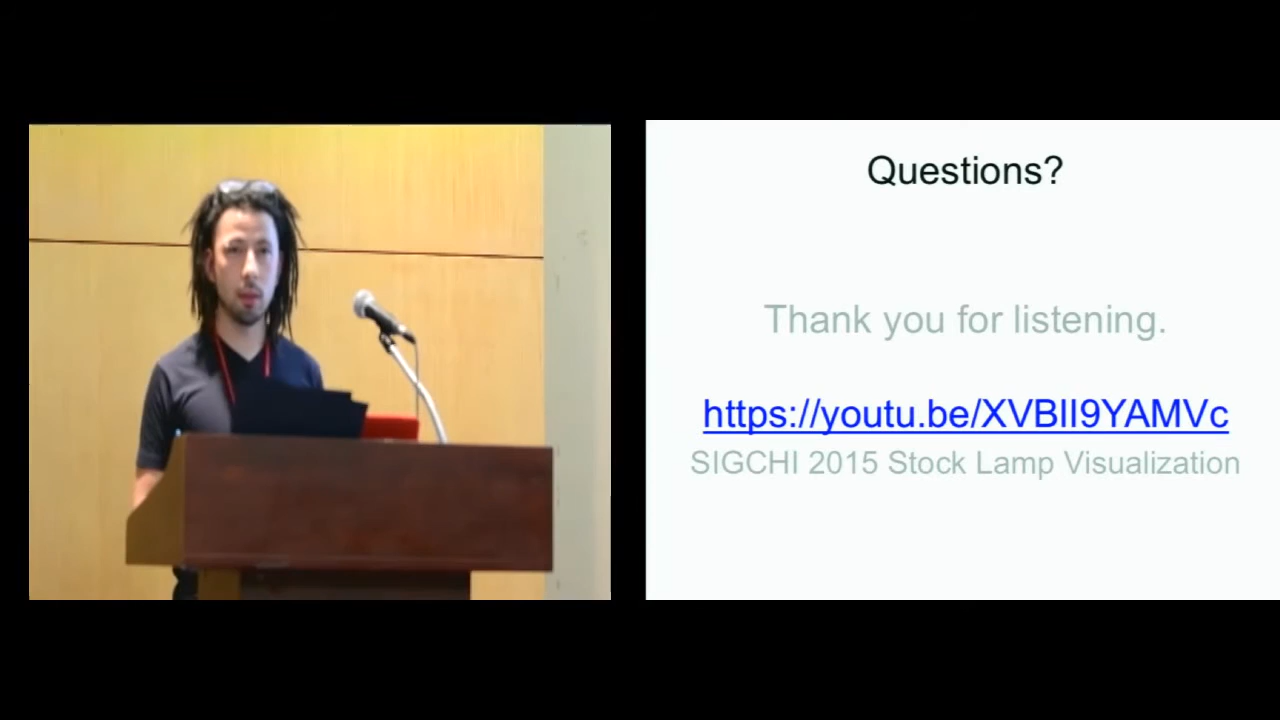 Questions?
Thank you for listening.
https://youtu.be/XVBII9YAMVc
SIGCHI 2015 Stock Lamp Visualization